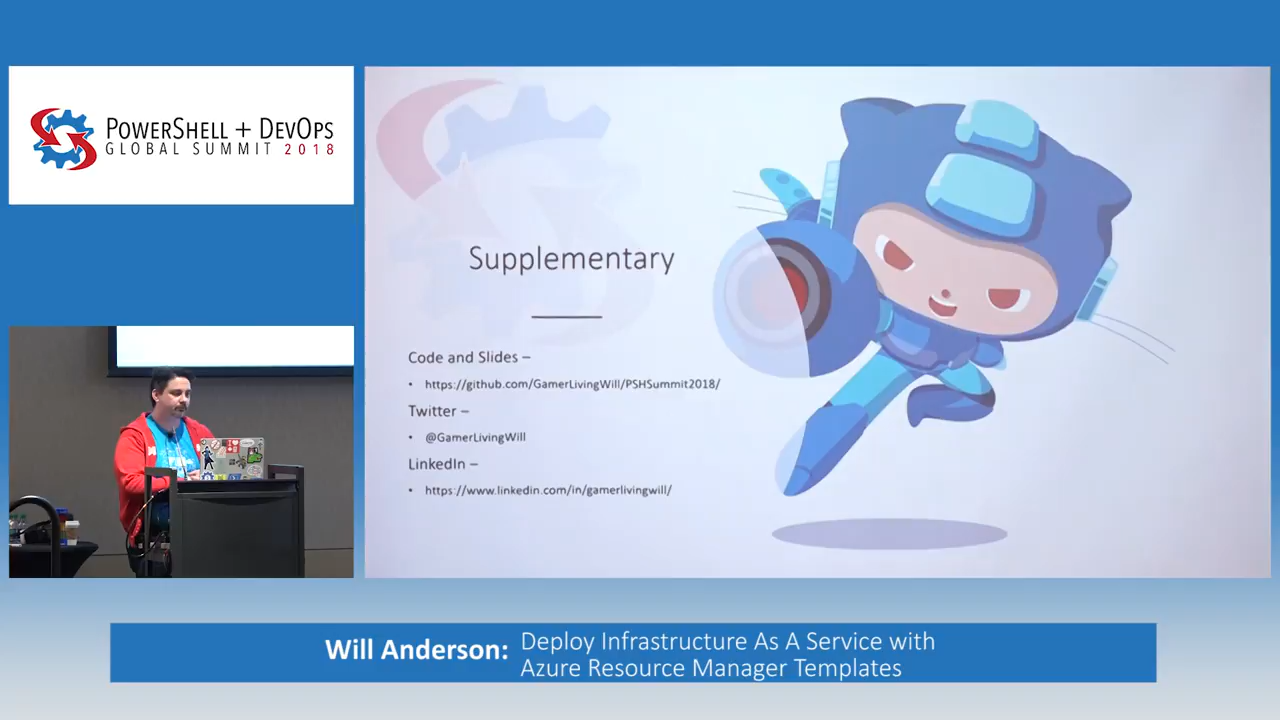 POWERSHELL + DEVOPS
GLOBAL SUMMIT 2018
Supplementary
Code and Slides –
• https://github.com/GamerLivingWill/PSHSummit2018/
Twitter –
• @GamerLivingWill
LinkedIn –
• https://www.linkedin.com/in/gamerlivingwill/
Will Anderson: Deploy Infrastructure As A Service with
Azure Resource Manager Templates